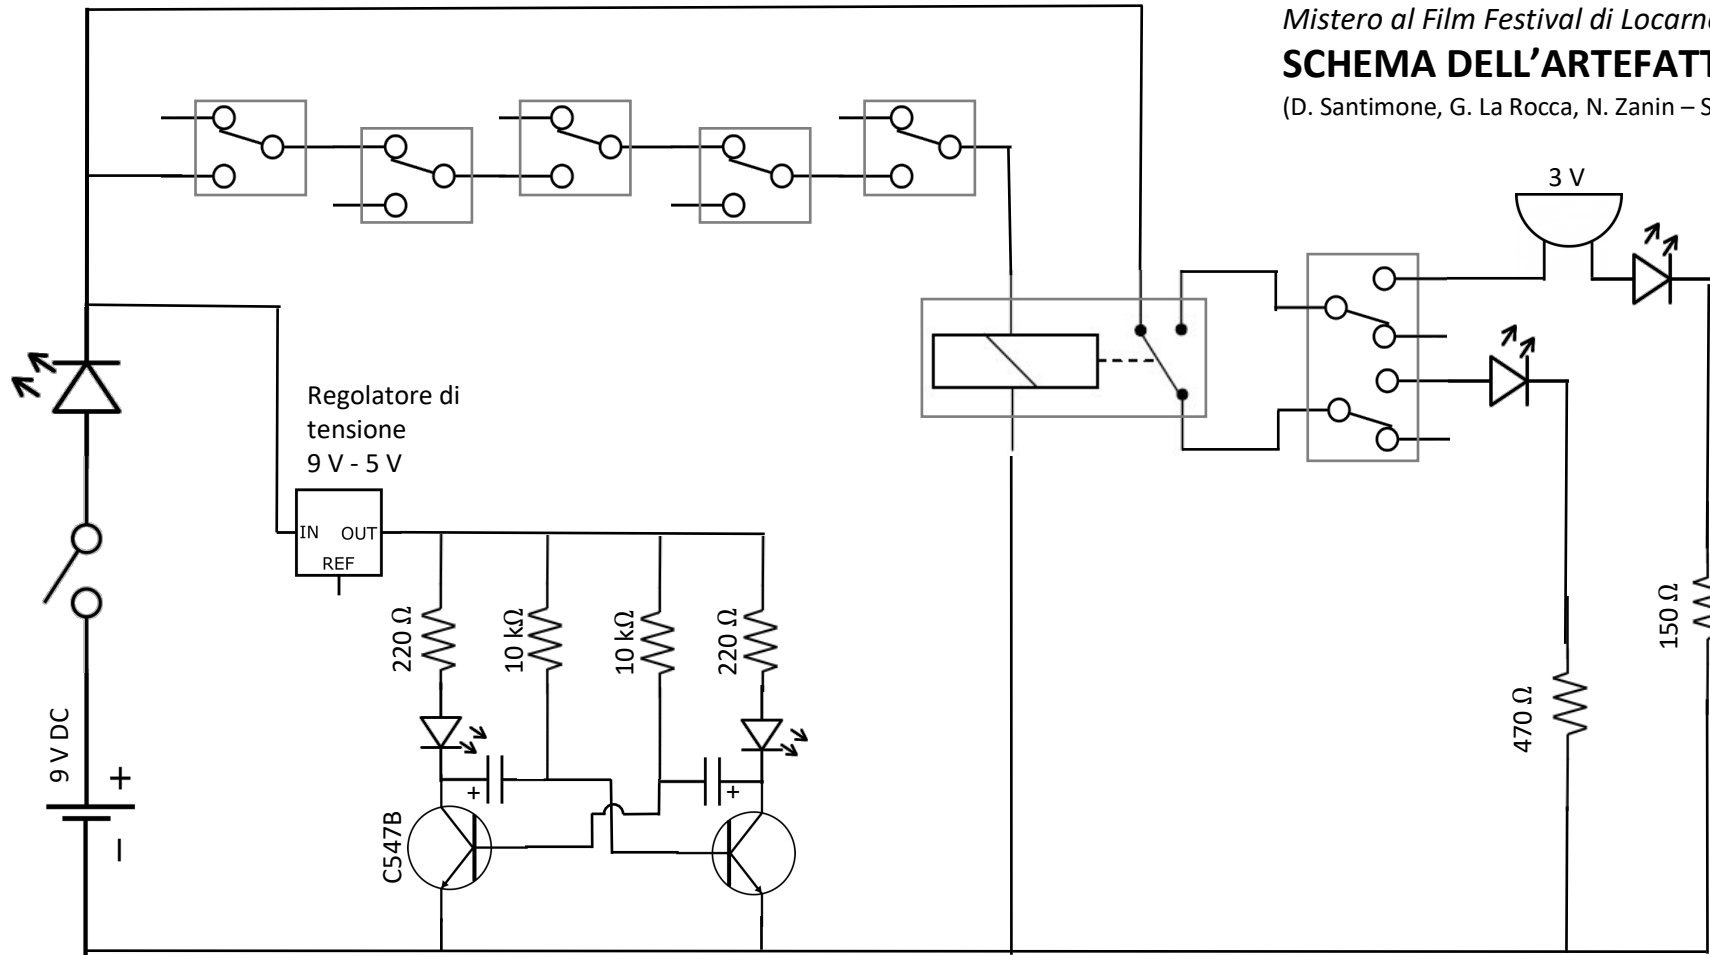 Mistero al Film Festival di Locarno
SCHEMA DELL’ARTEFATT
(D. Santimone, G. La Rocca, N. Zanin – S
3 V
Regolatore di
tensione
9 V - 5 V
IN OUT
REF
220 Ω
10 kΩ
10 kΩ
220 Ω
150 Ω
470 Ω
9 V DC
+
–
+
+
C547B